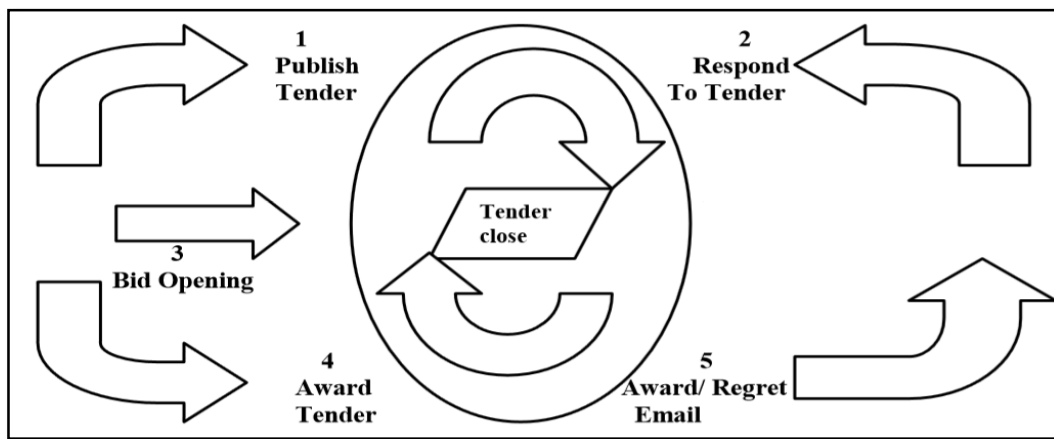 1
Publish
Tender
2
Respond
To Tender
Tender
close
3
Bid Opening
4
Award
Tender
5
Award/ Regret
Email